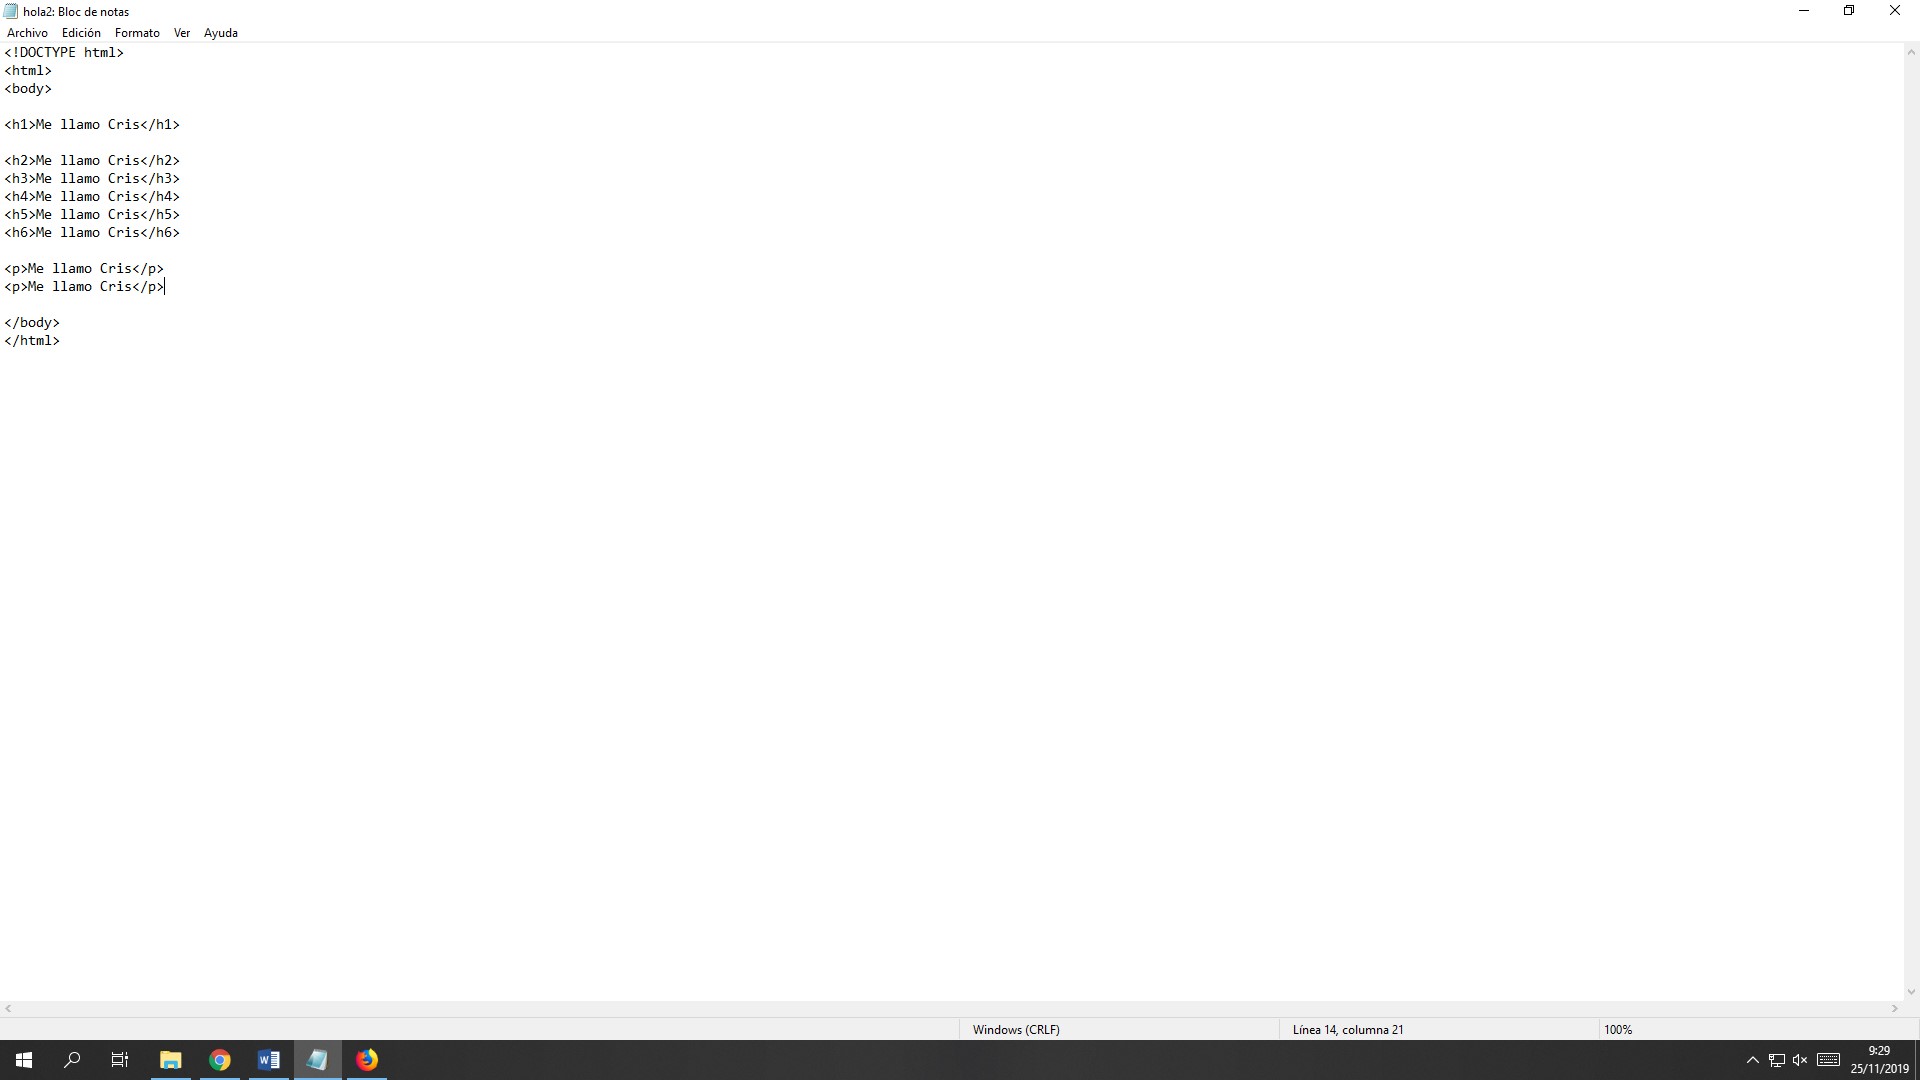 hola2: Bloc de notas
Archivo Edición Formato Ver Ayuda
<!DOCTYPE html>
<html>
<body>
<h1>Me llamo Cris</h1>
<h2>Me llamo Cris</h2>
<h3>Me llamo Cris</h3>
<h4>Me llamo Cris</h4>
<h5>Me llamo Cris</h5>
<h6>Me llamo Cris</h6>
<p>Me llamo Cris</p>
<p>Me llamo Cris</p>
</body>
</html>
Windows (CRLF) Línea 14, columna 21 100%
9:29
25/11/2019